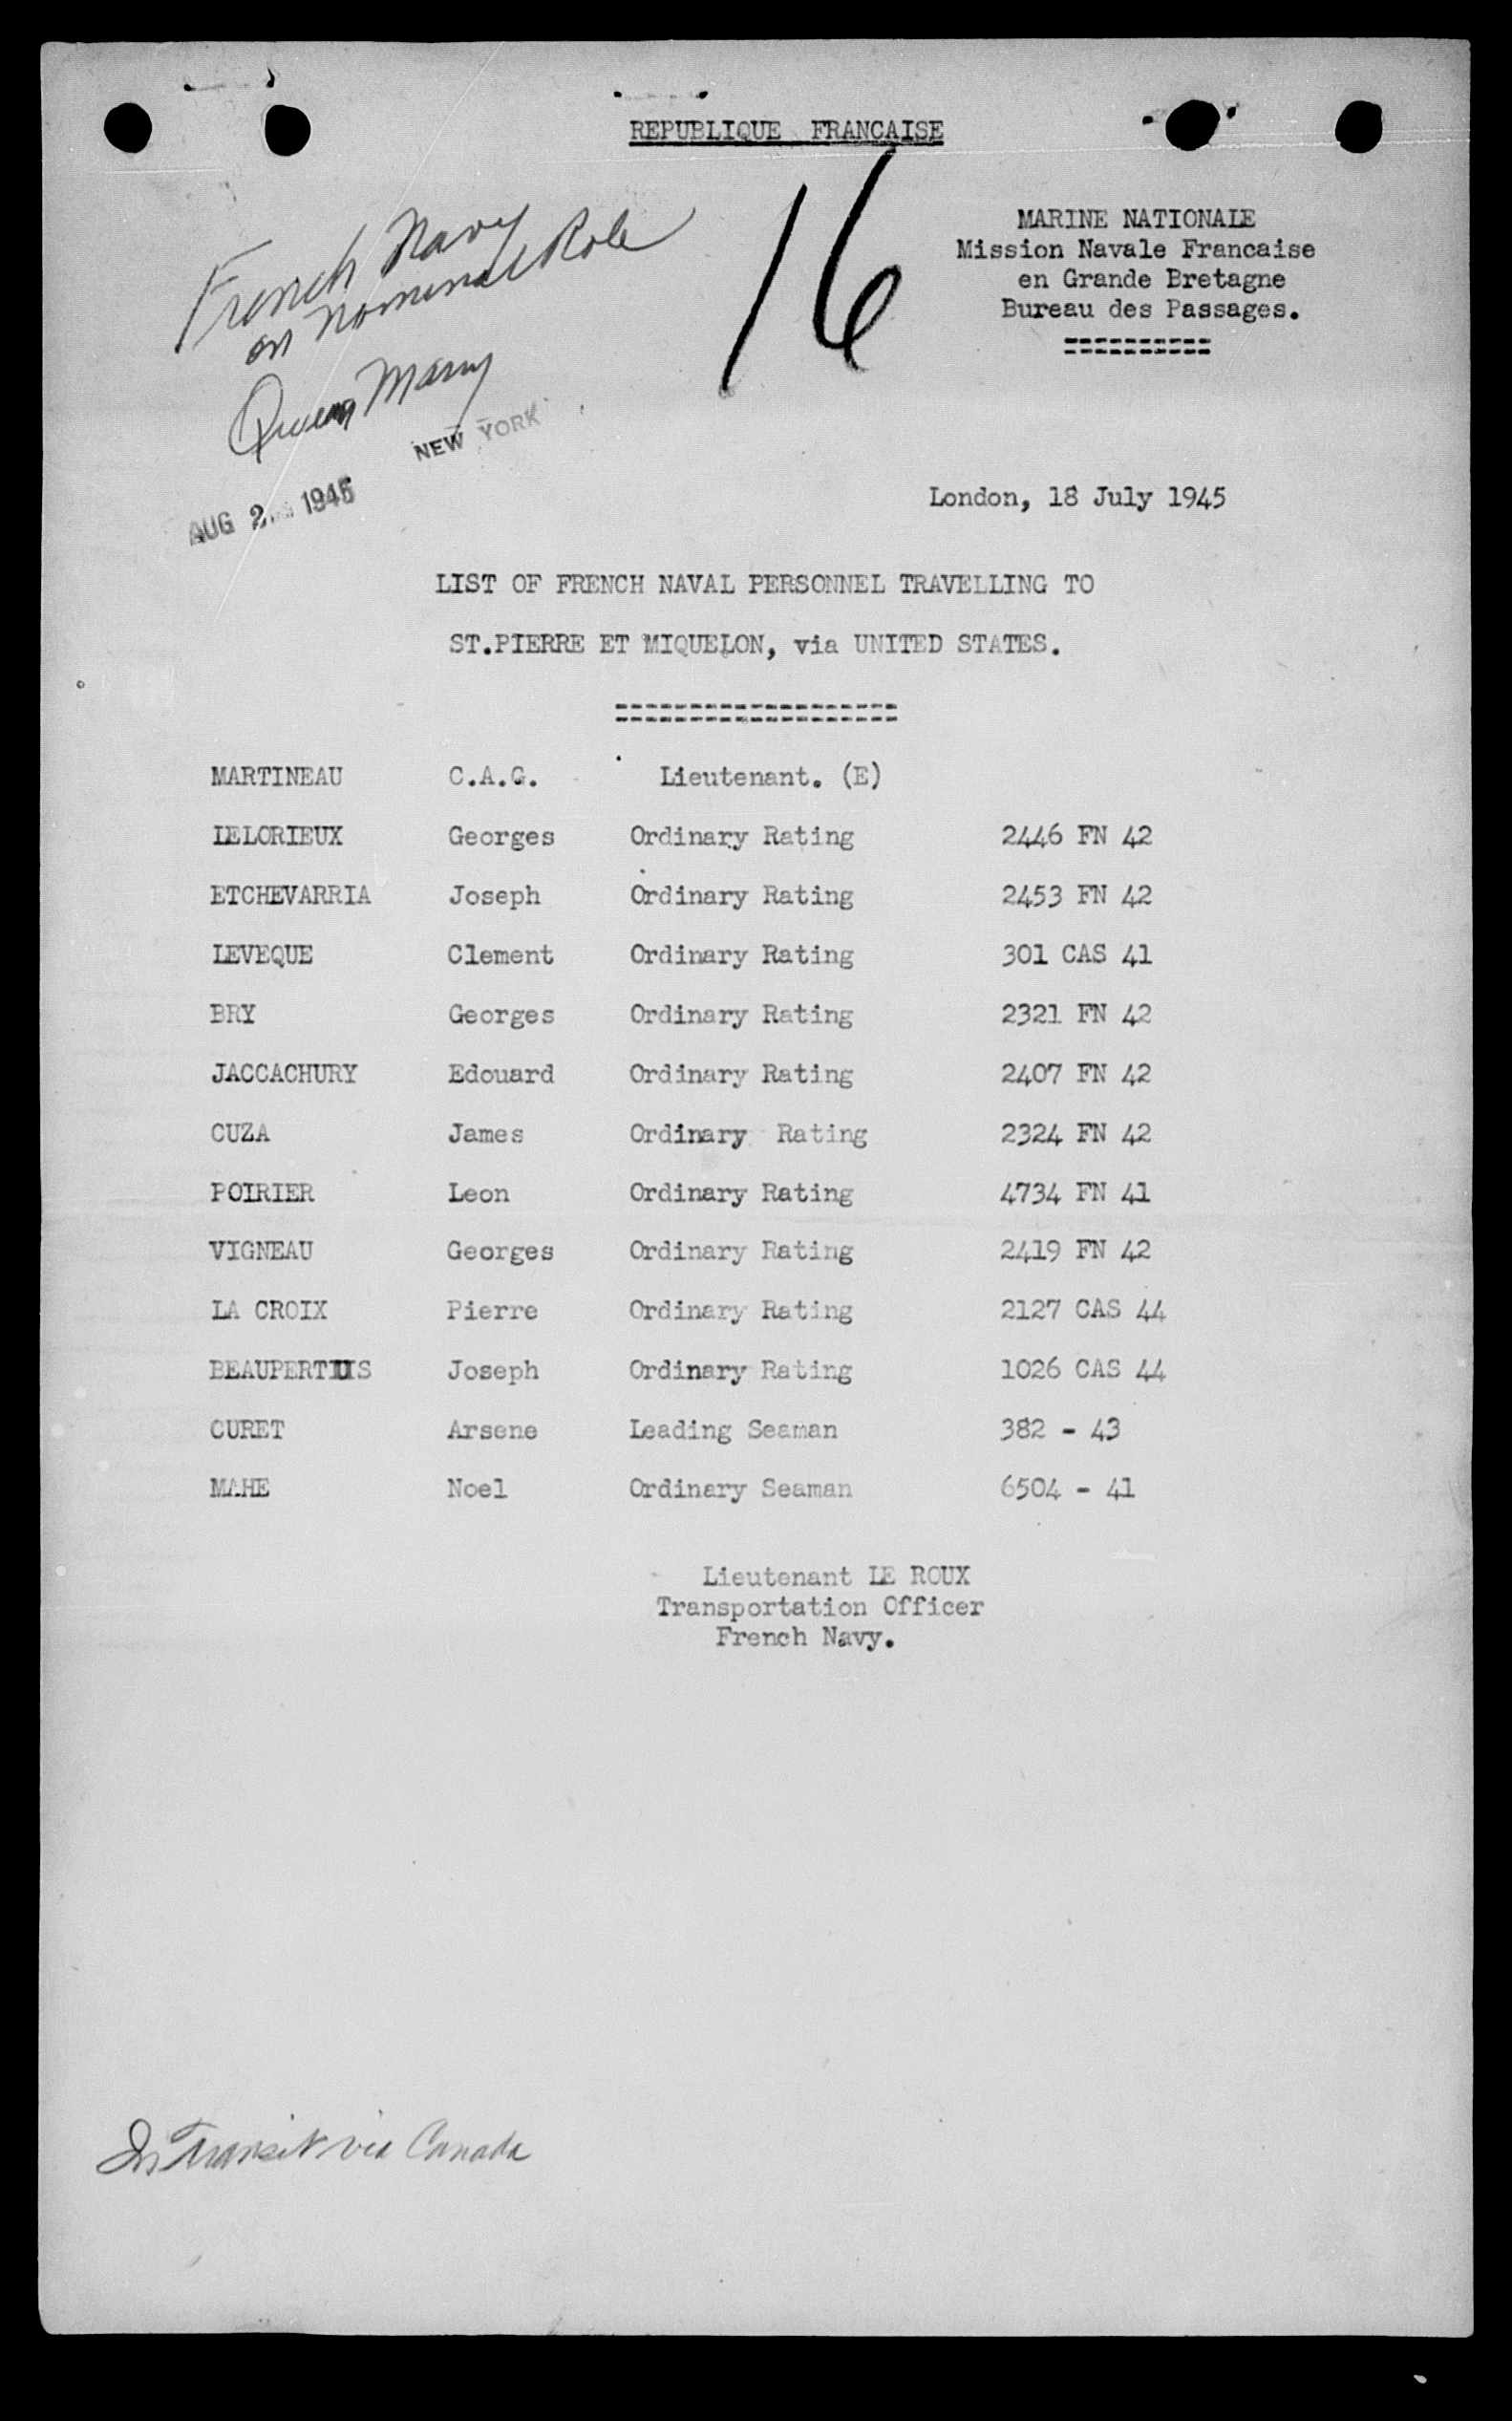 REPUBLIQUE FRANCAISE
French Navy
on nominal Role
Queen Mary
NEW YORK
AUG 2 1945
16
MARINE NATIONALE
Mission Navale Francaise
en Grande Bretagne
Bureau des Passages.
==========
London, 18 July 1945
LIST OF FRENCH NAVAL PERSONNEL TRAVELLING TO
ST.PIERRE ET MIQUELON, via UNITED STATES.
===================
MARTINEAU C.A.G. Lieutenant. (E)
LELORIEUX Georges Ordinary Rating 2446 FN 42
ETCHEVARRIA Joseph Ordinary Rating 2453 FN 42
LEVEQUE Clement Ordinary Rating 301 CAS 41
BRY Georges Ordinary Rating 2321 FN 42
JACCACHURY Edouard Ordinary Rating 2407 FN 42
CUZA James Ordinary Rating 2324 FN 42
POIRIER Leon Ordinary Rating 4734 FN 41
VIGNEAU Georges Ordinary Rating 2419 FN 42
LA CROIX Pierre Ordinary Rating 2127 CAS 44
BEAUPERTUIS Joseph Ordinary Rating 1026 CAS 44
CURET Arsene Leading Seaman 382 - 43
MAHE Noel Ordinary Seaman 6504 - 41
Lieutenant LE ROUX
Transportation Officer
French Navy.
In Transit via Canada